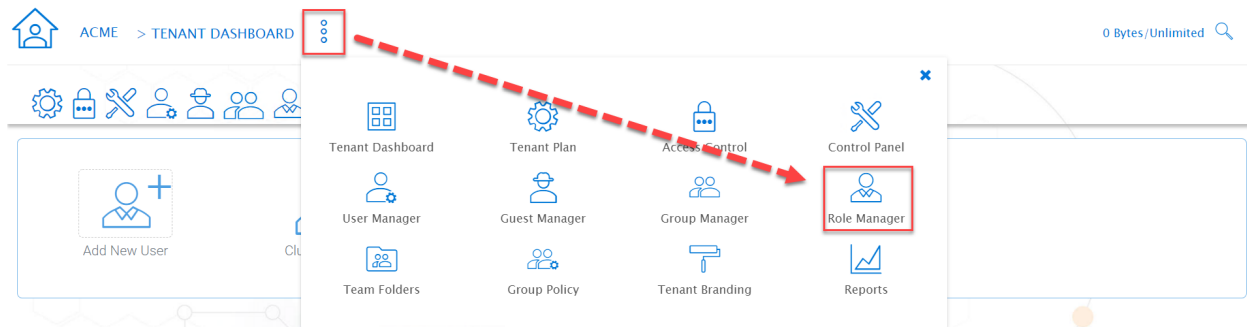 ACME > TENANT DASHBOARD
0 Bytes/Unlimited
Tenant Dashboard
Tenant Plan
Access Control
Control Panel
User Manager
Guest Manager
Group Manager
Role Manager
Add New User
Clu
Team Folders
Group Policy
Tenant Branding
Reports